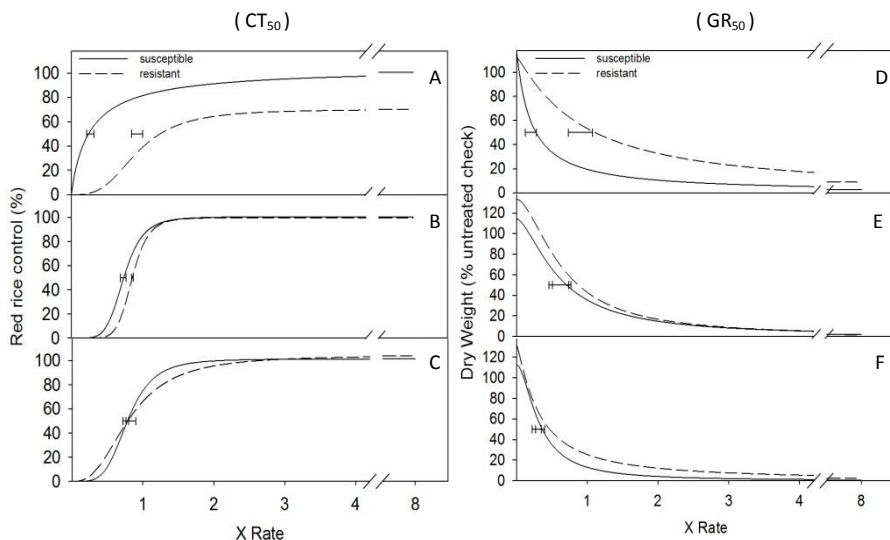 ( CT50 )
( GR50 )
susceptible
resistant
susceptible
resistant
A
D
100
80
60
40
20
0
100
80
60
40
20
0
B
E
100
80
60
40
20
0
120
100
80
60
40
20
0
C
F
100
80
60
40
20
0
120
100
80
60
40
20
0
Red rice control (%)
Dry Weight (% untreated check)
1 2 3 4 8
1 2 3 4 8
X Rate
X Rate